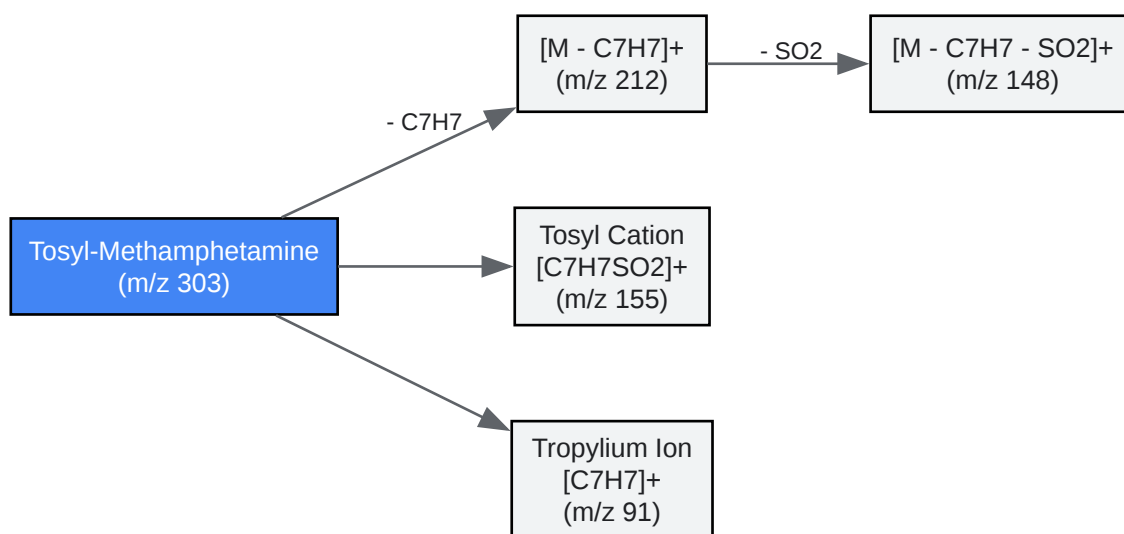 [M - C7H7]+
(m/z 212)
- SO2
[M - C7H7 - SO2]+
(m/z 148)
- C7H7
Tosyl-Methamphetamine
(m/z 303)
Tosyl Cation
[C7H7SO2]+
(m/z 155)
Tropylium Ion
[C7H7]+
(m/z 91)